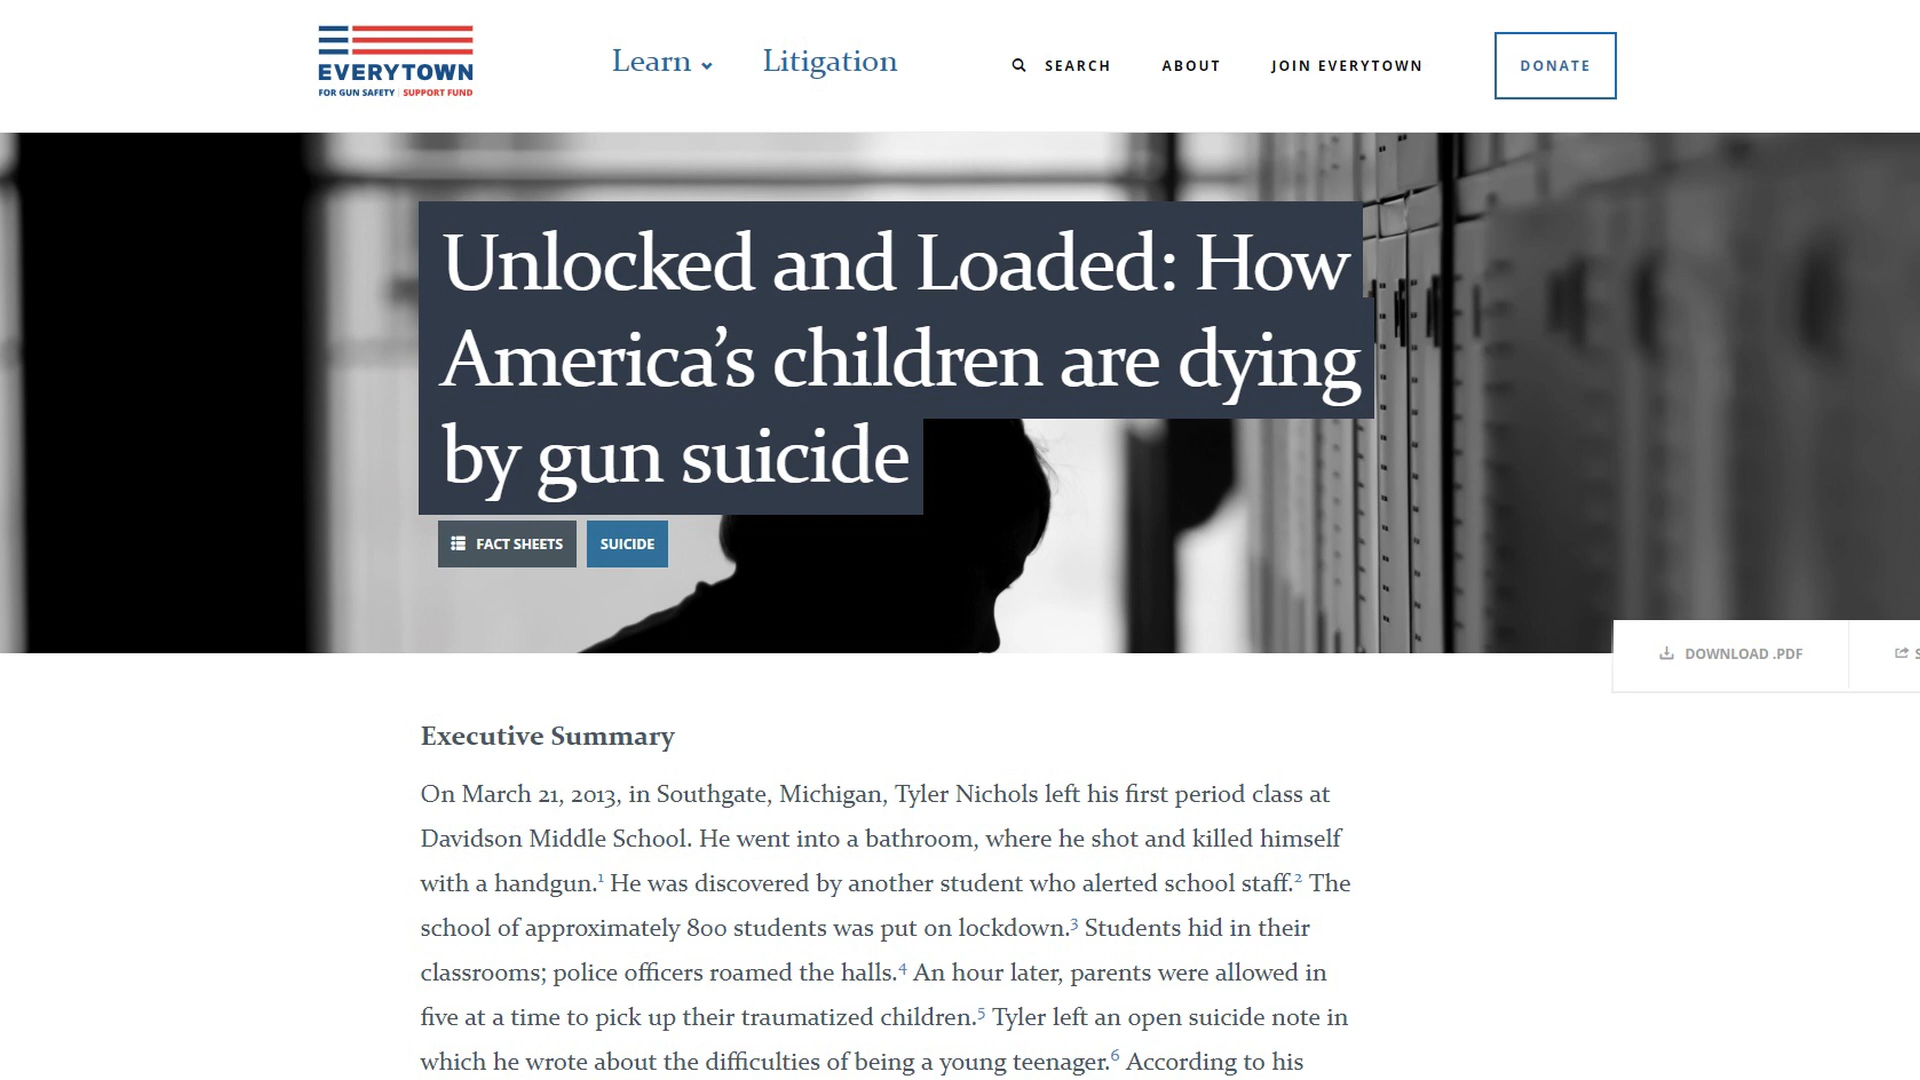 EVERYTOWN
FOR GUN SAFETY | SUPPORT FUND
Learn
Litigation
SEARCH
ABOUT
JOIN EVERYTOWN
DONATE
Unlocked and Loaded: How
America’s children are dying
by gun suicide
FACT SHEETS
SUICIDE
DOWNLOAD .PDF
Executive Summary
On March 21, 2013, in Southgate, Michigan, Tyler Nichols left his first period class at
Davidson Middle School. He went into a bathroom, where he shot and killed himself
with a handgun.1 He was discovered by another student who alerted school staff.2 The
school of approximately 800 students was put on lockdown.3 Students hid in their
classrooms; police officers roamed the halls.4 An hour later, parents were allowed in
five at a time to pick up their traumatized children.5 Tyler left an open suicide note in
which he wrote about the difficulties of being a young teenager.6 According to his